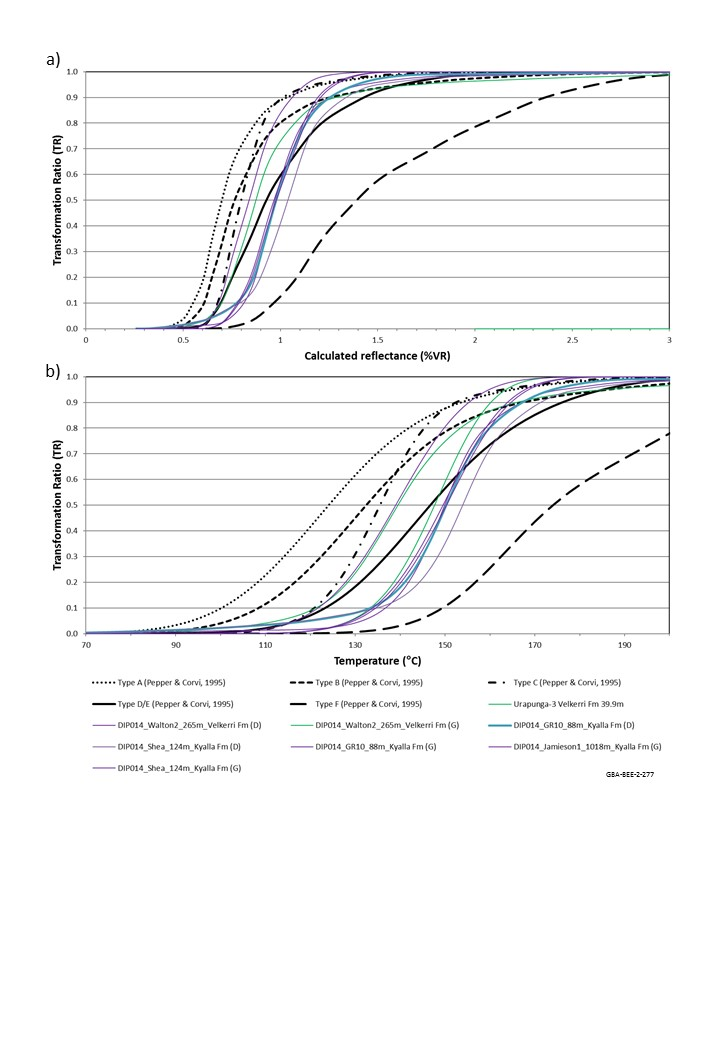 a)
Transformation Ratio (TR)
1.0
0.9
0.8
0.7
0.6
0.5
0.4
0.3
0.2
0.1
0.0
0 0.5 1 1.5 2 2.5 3
Calculated reflectance (%VR)
b)
Transformation Ratio (TR)
1.0
0.9
0.8
0.7
0.6
0.5
0.4
0.3
0.2
0.1
0.0
70 90 110 130 150 170 190
Temperature (°C)
Type A (Pepper & Corvi, 1995) Type B (Pepper & Corvi, 1995) Type C (Pepper & Corvi, 1995)
Type D/E (Pepper & Corvi, 1995) Type F (Pepper & Corvi, 1995) Urapunga-3 Velkerri Fm 39.9m
DIP014_Walton2_265m_Velkerri Fm (D) DIP014_Walton2_265m_Velkerri Fm (G) DIP014_GR10_88m_Kyalla Fm (D)
DIP014_Shea_124m_Kyalla Fm (D) DIP014_GR10_88m_Kyalla Fm (G) DIP014_Jamieson1_1018m_Kyalla Fm (G)
DIP014_Shea_124m_Kyalla Fm (G)
GBA-BEE-2-277